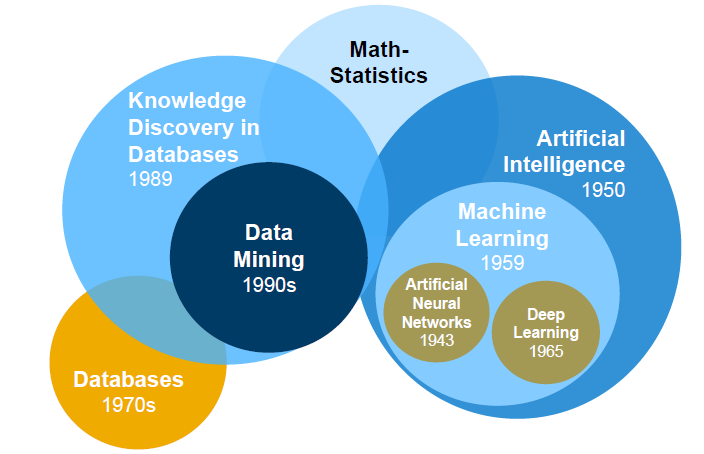 Math-
Statistics
Knowledge
Discovery in
Databases
1989
Artificial
Intelligence
1950
Data
Mining
1990s
Machine
Learning
1959
Artificial
Neural
Networks
1943
Deep
Learning
1965
Databases
1970s